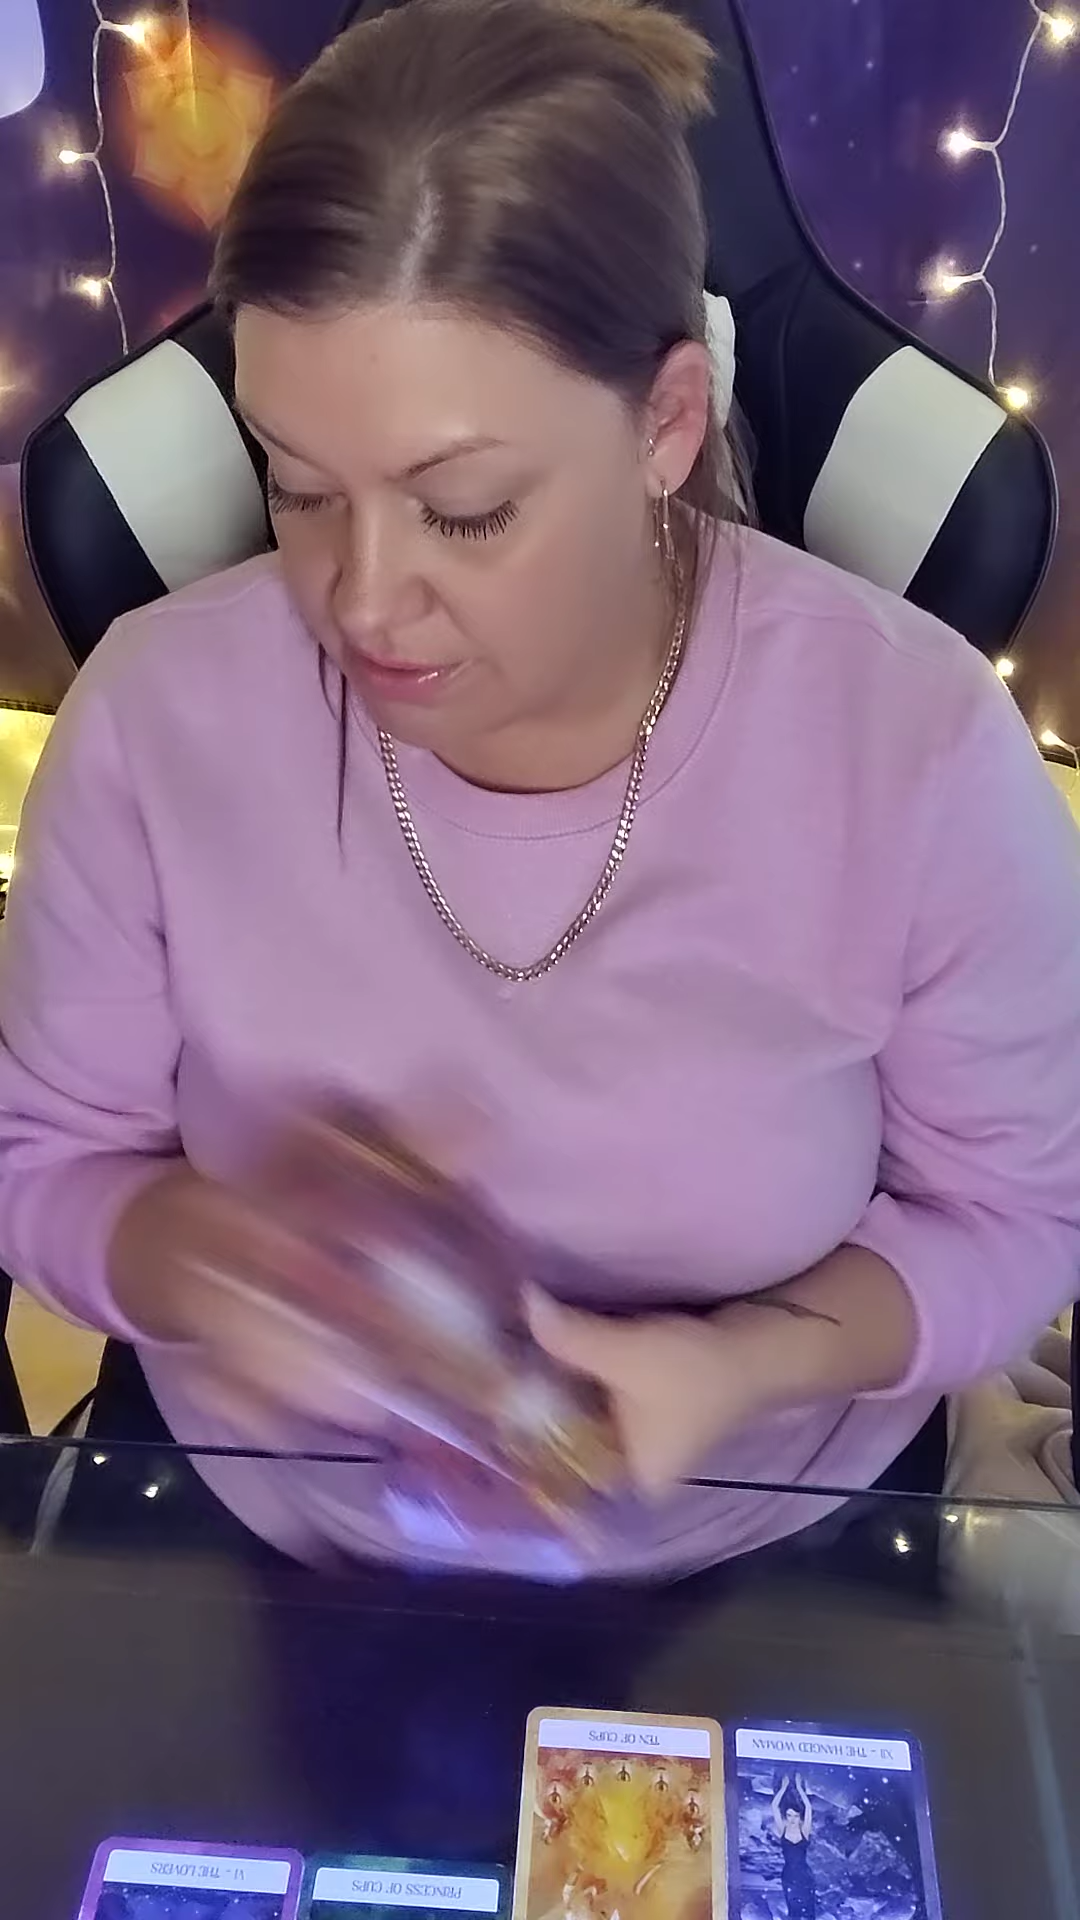 TEN OF CUPS
XII - THE HANGED WOMAN
VI - THE LOVERS
PRINCESS OF CUPS